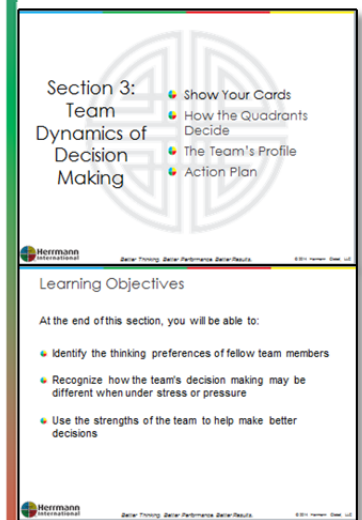 Section 3:
Team
Dynamics of
Decision
Making
Show Your Cards
How the Quadrants
Decide
The Team's Profile
Action Plan
Herrmann
International
Better Thinking. Better Performance. Better Results.
Learning Objectives
At the end of this section, you will be able to:
Identify the thinking preferences of fellow team members
Recognize how the team's decision making may be
different when under stress or pressure
Use the strengths of the team to help make better
decisions
Herrmann
International
Better Thinking. Better Performance. Better Results.